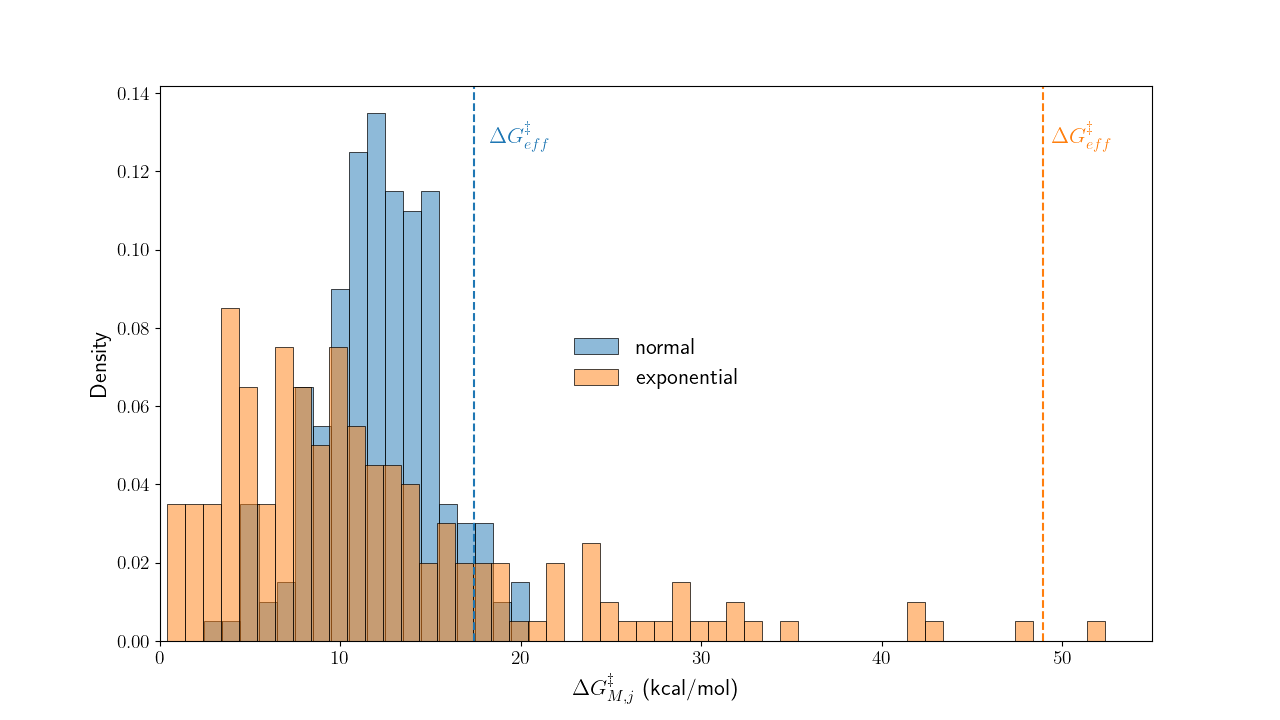 0.14
0.12
0.10
0.08
0.06
0.04
0.02
0.00
Density
ΔG‡eff
ΔG‡eff
normal
exponential
0 10 20 30 40 50
ΔG‡M,j (kcal/mol)